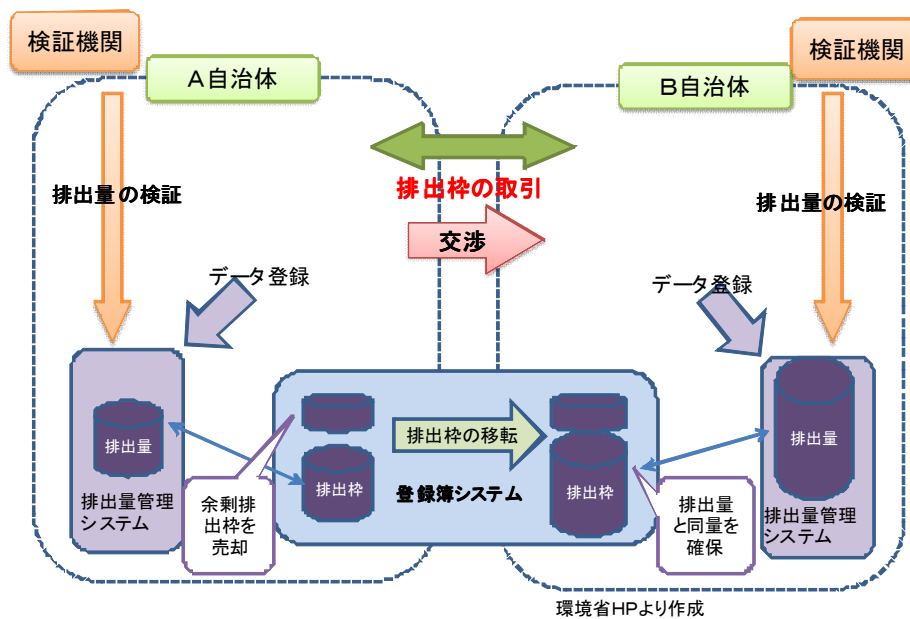 検証機関
検証機関
A自治体
B自治体
排出枠の取引
排出量の検証
排出量の検証
交渉
データ登録
データ登録
排出枠の移転
排出量
排出量
排出枠
排出枠
登録簿システム
余剰排
出枠を
売却
排出量
と同量を
確保
排出量管理
システム
排出量管理
システム
環境省HPより作成